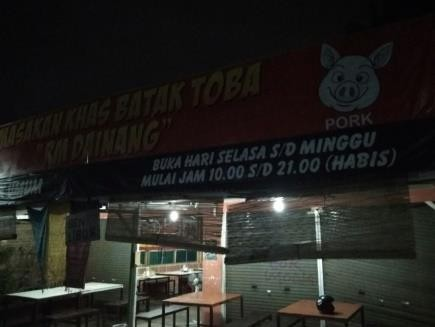 MASAKAN KHAS BATAK TOBA
"RM DAINANG"
PORK
BUKA HARI SELASA S/D MINGGU
MULAI JAM 10.00 S/D 21.00 (HABIS)